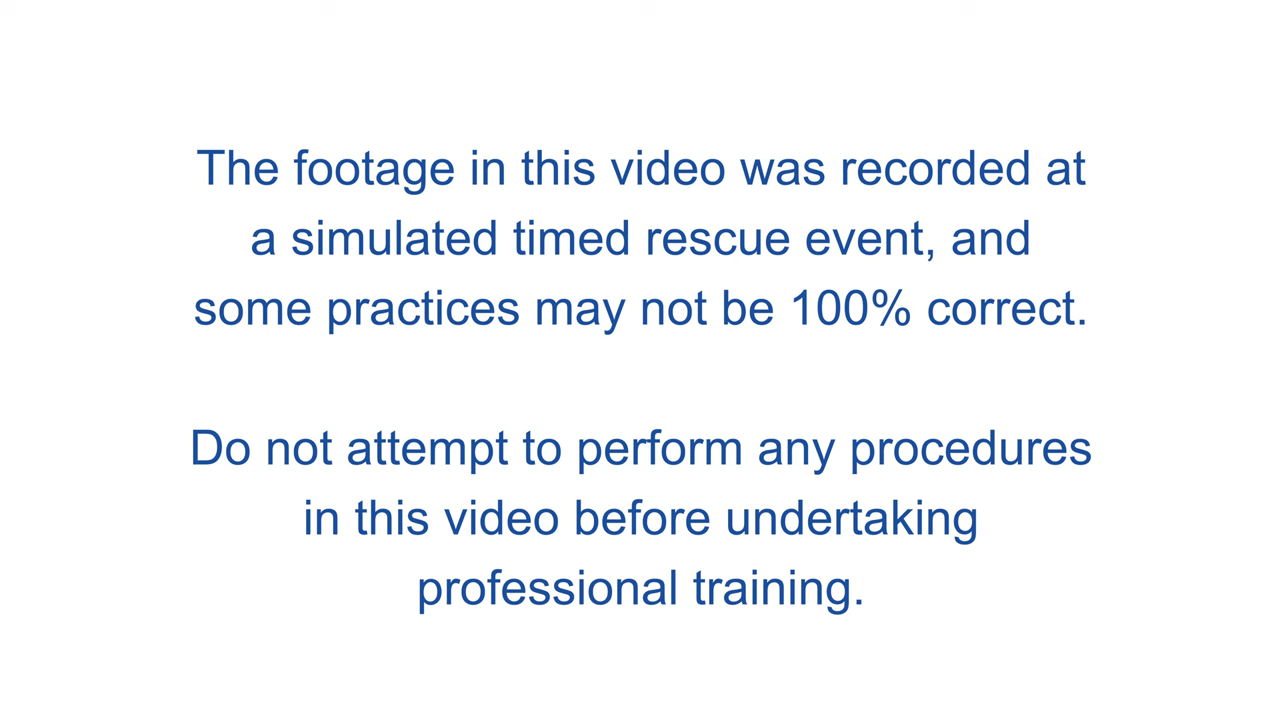 The footage in this video was recorded at
a simulated timed rescue event, and
some practices may not be 100% correct.
Do not attempt to perform any procedures
in this video before undertaking
professional training.